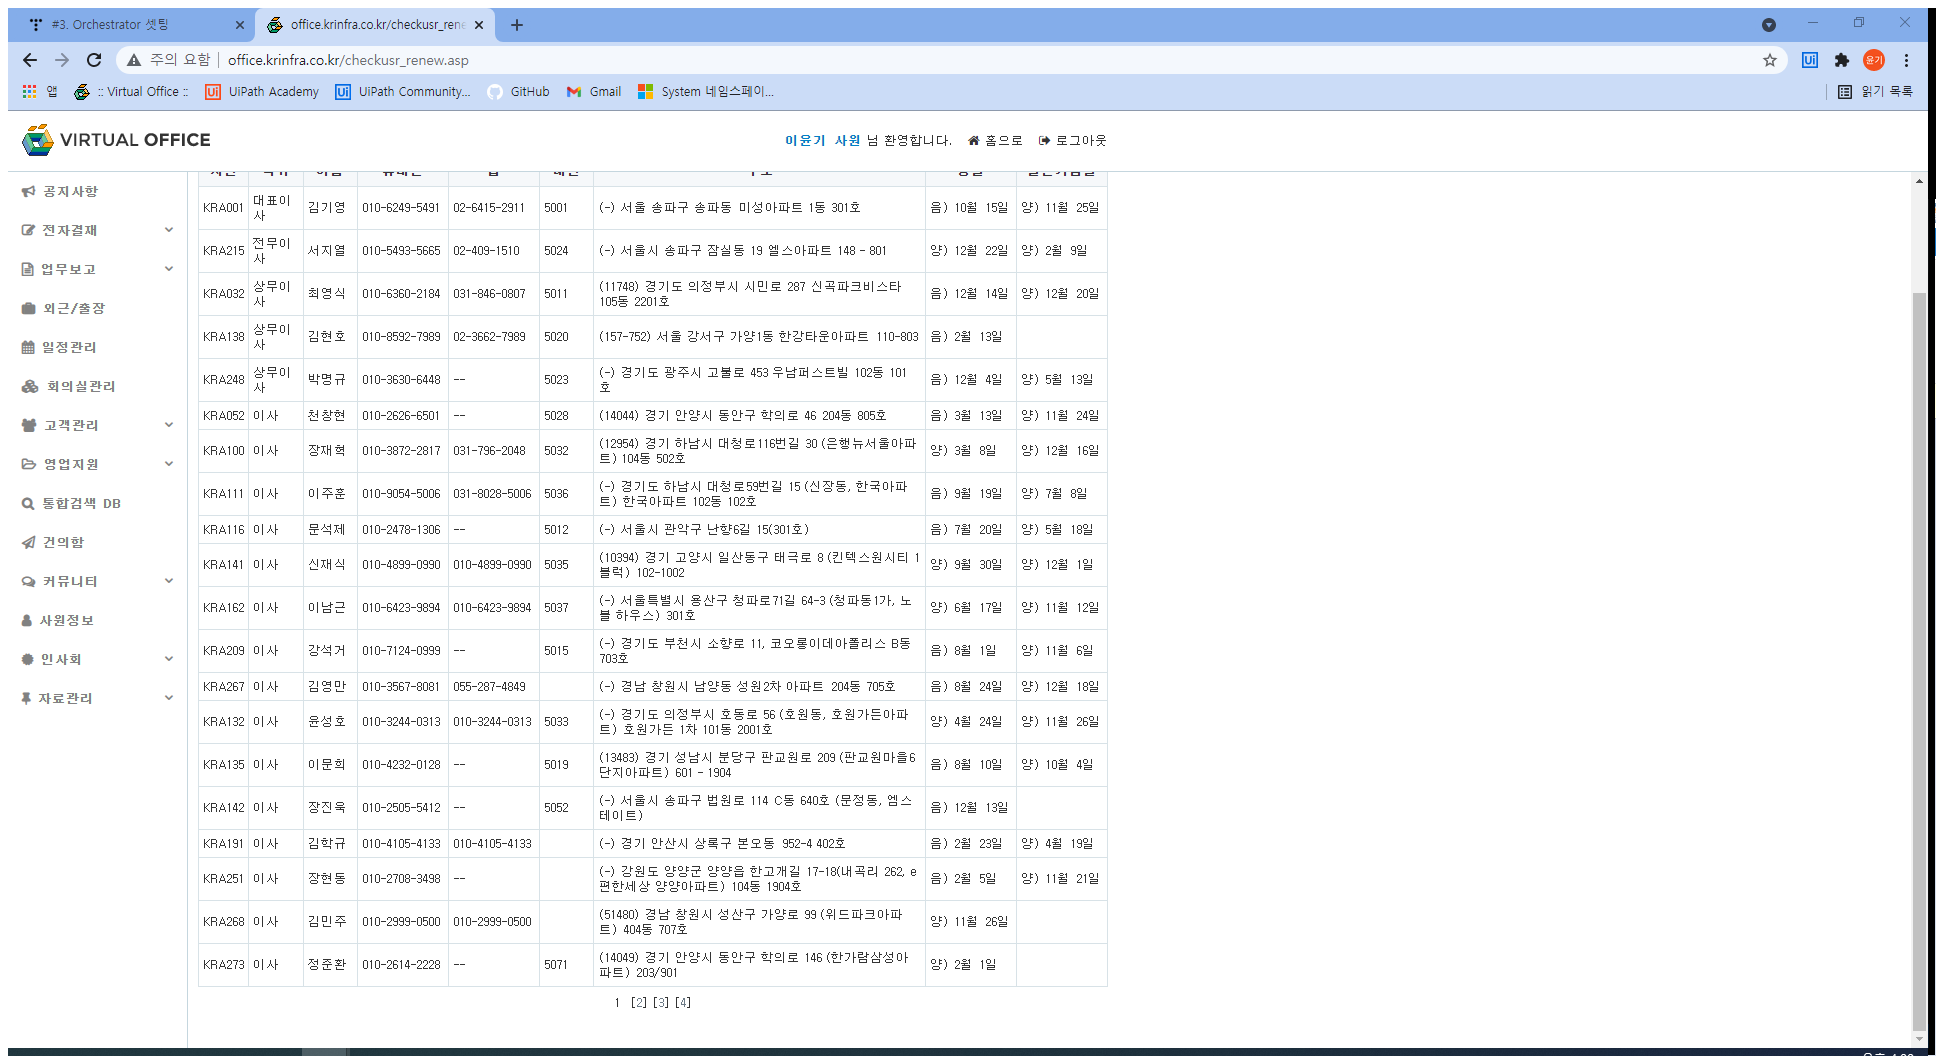 #3. Orchestrator 셋팅
office.krinfra.co.kr/checkusr_rene
주의 요함 office.krinfra.co.kr/checkusr_renew.asp
윤기
앱 :: Virtual Office :: UiPath Academy UiPath Community... GitHub Gmail System 네임스페이... 읽기 목록
VIRTUAL OFFICE 이윤기 사원 님 환영합니다. 홈으로 로그아웃
공지사항
전자결재
업무보고
외근/출장
일정관리
회의실관리
고객관리
영업지원
통합검색 DB
건의함
커뮤니티
사원정보
인사회
자료관리
KRA001 대표이사 김기영 010-6249-5491 02-6415-2911 5001 (-) 서울 송파구 송파동 미성아파트 1동 301호 음) 10월 15일 양) 11월 25일
KRA215 전무이사 서지열 010-5493-5665 02-409-1510 5024 (-) 서울시 송파구 잠실동 19 엘스아파트 148 - 801 양) 12월 22일 양) 2월 9일
KRA032 상무이사 최영식 010-6360-2184 031-846-0807 5011 (11748) 경기도 의정부시 시민로 287 신곡파크비스타 105동 2201호 음) 12월 14일 양) 12월 20일
KRA138 상무이사 김현호 010-8592-7989 02-3662-7989 5020 (157-752) 서울 강서구 가양1동 한강타운아파트 110-803 음) 2월 13일
KRA248 상무이사 박명규 010-3630-6448 -- 5023 (-) 경기도 광주시 고불로 453 우남퍼스트빌 102동 101호 음) 12월 4일 양) 5월 13일
KRA052 이사 천창현 010-2626-6501 -- 5028 (14044) 경기 안양시 동안구 학의로 46 204동 805호 음) 3월 13일 양) 11월 24일
KRA100 이사 장재혁 010-3872-2817 031-796-2048 5032 (12954) 경기 하남시 대청로116번길 30 (은행뉴서울아파트) 104동 502호 양) 3월 8일 양) 12월 16일
KRA111 이사 이주훈 010-9054-5006 031-8028-5006 5036 (-) 경기도 하남시 대청로59번길 15 (신장동, 한국아파트) 한국아파트 102동 102호 음) 9월 19일 양) 7월 8일
KRA116 이사 문석제 010-2478-1306 -- 5012 (-) 서울시 관악구 난향6길 15(301호) 음) 7월 20일 양) 5월 18일
KRA141 이사 신재식 010-4899-0990 010-4899-0990 5035 (10394) 경기 고양시 일산동구 태극로 8 (킨텍스원시티 1블럭) 102-1002 양) 9월 30일 양) 12월 1일
KRA162 이사 이남근 010-6423-9894 010-6423-9894 5037 (-) 서울특별시 용산구 청파로71길 64-3 (청파동1가, 노블 하우스) 301호 양) 6월 17일 양) 11월 12일
KRA209 이사 강석거 010-7124-0999 -- 5015 (-) 경기도 부천시 소향로 11, 코오롱이데아폴리스 B동 703호 음) 8월 1일 양) 11월 6일
KRA267 이사 김영만 010-3567-8081 055-287-4849 (-) 경남 창원시 남양동 성원2차 아파트 204동 705호 음) 8월 24일 양) 12월 18일
KRA132 이사 윤성호 010-3244-0313 010-3244-0313 5033 (-) 경기도 의정부시 호동로 56 (호원동, 호원가든아파트) 호원가든 1차 101동 2001호 양) 4월 24일 양) 11월 26일
KRA135 이사 이문희 010-4232-0128 -- 5019 (13483) 경기 성남시 분당구 판교원로 209 (판교원마을6단지아파트) 601 - 1904 음) 8월 10일 양) 10월 4일
KRA142 이사 장진욱 010-2505-5412 -- 5052 (-) 서울시 송파구 법원로 114 C동 640호 (문정동, 엠스테이트) 음) 12월 13일
KRA191 이사 김학규 010-4105-4133 010-4105-4133 (-) 경기 안산시 상록구 본오동 952-4 402호 음) 2월 23일 양) 4월 19일
KRA251 이사 장현동 010-2708-3498 -- (-) 강원도 양양군 양양읍 한고개길 17-18(내곡리 262, e편한세상 양양아파트) 104동 1904호 음) 2월 5일 양) 11월 21일
KRA268 이사 김민주 010-2999-0500 010-2999-0500 (51480) 경남 창원시 성산구 가양로 99 (위드파크아파트) 404동 707호 양) 11월 26일
KRA273 이사 정준환 010-2614-2228 -- 5071 (14049) 경기 안양시 동안구 학의로 146 (한가람삼성아파트) 203/901 양) 2월 1일
1 [2] [3] [4]